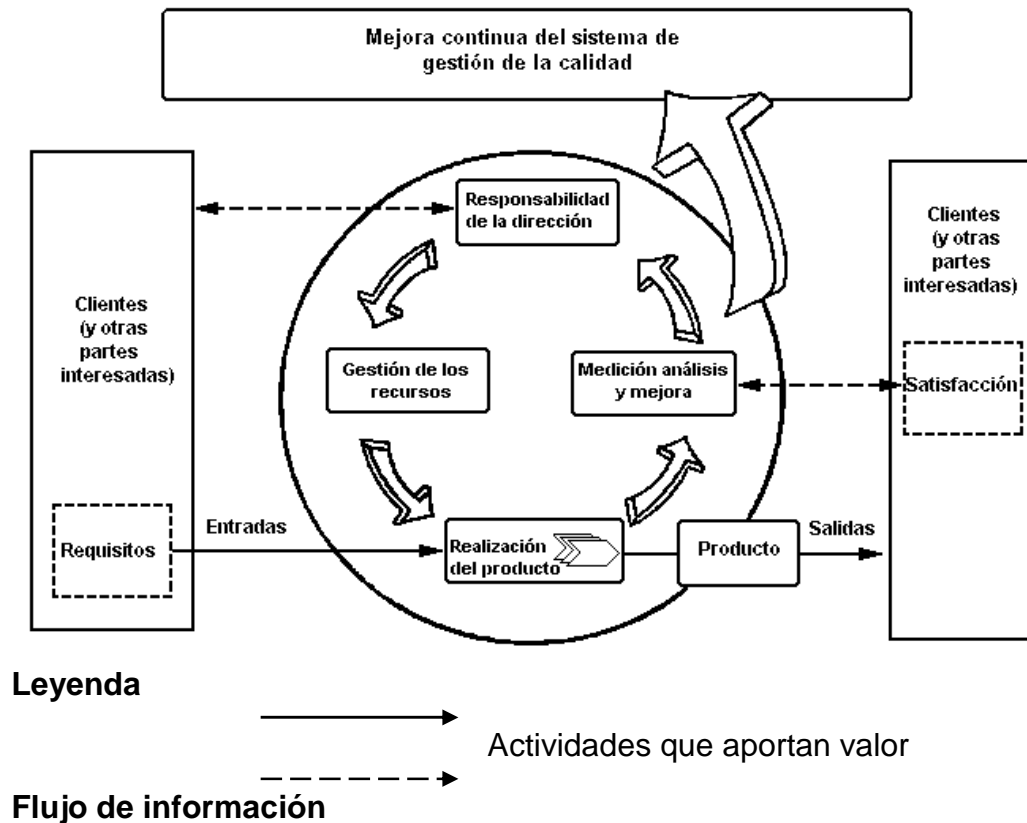 Mejora continua del sistema de
gestión de la calidad
Responsabilidad
de la dirección
Clientes
(y otras
partes
interesadas)
Clientes
(y otras
partes
interesadas)
Gestión de los
recursos
Medición análisis
y mejora
Satisfacción
Requisitos
Entradas
Realización
del producto
Producto
Salidas
Leyenda
Actividades que aportan valor
Flujo de información